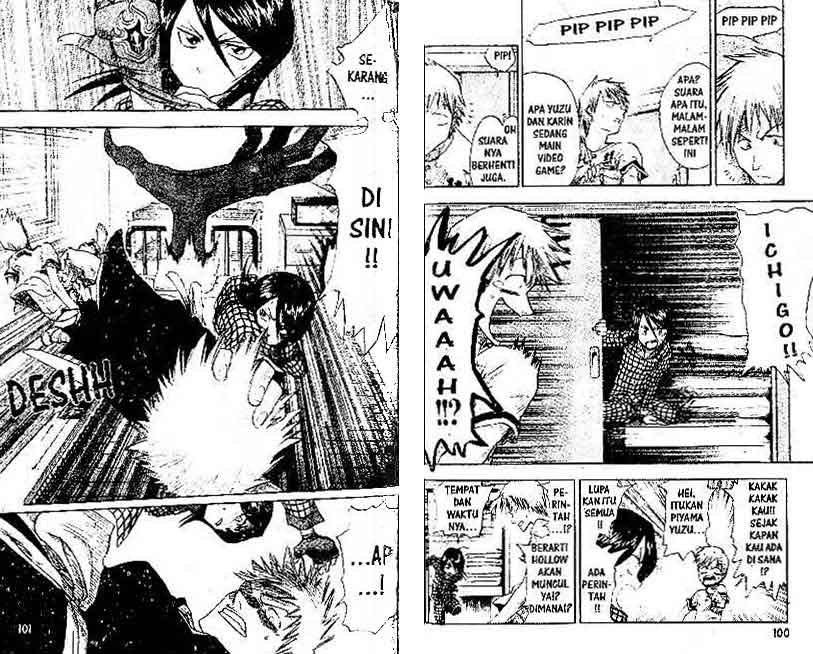 PIP PIP PIP
APA?
SUARA
APA ITU,
MALAM-
MALAM
SEPERTI
INI
PIP PIP PIP
APA YUZU
DAN KARIN
SEDANG
MAIN
VIDEO
GAME?
PIP!
OH
SUARA
NYA
BERHENTI
JUGA.
ICHIGO!!
UWAAAH!!?
KAKAK
KAKAK
KAU!!
SEJAK
KAPAN
KAU ADA
DI SANA
!?
HEI,
ITUKAN
PIYAMA
YUZU...
LUPA
KAN ITU
SEMUA
!!
ADA
PERIN-
TAH
!!
PE-
RIN-
TAH
...!?
BERARTI
HOLLOW
AKAN
MUNCUL
YA!?
DIMANA!?
TEMPAT
DAN
WAKTU
NYA...
100
SE-
KARANG
...
DI
SINI
!!
DESHH
...AP
...!
101